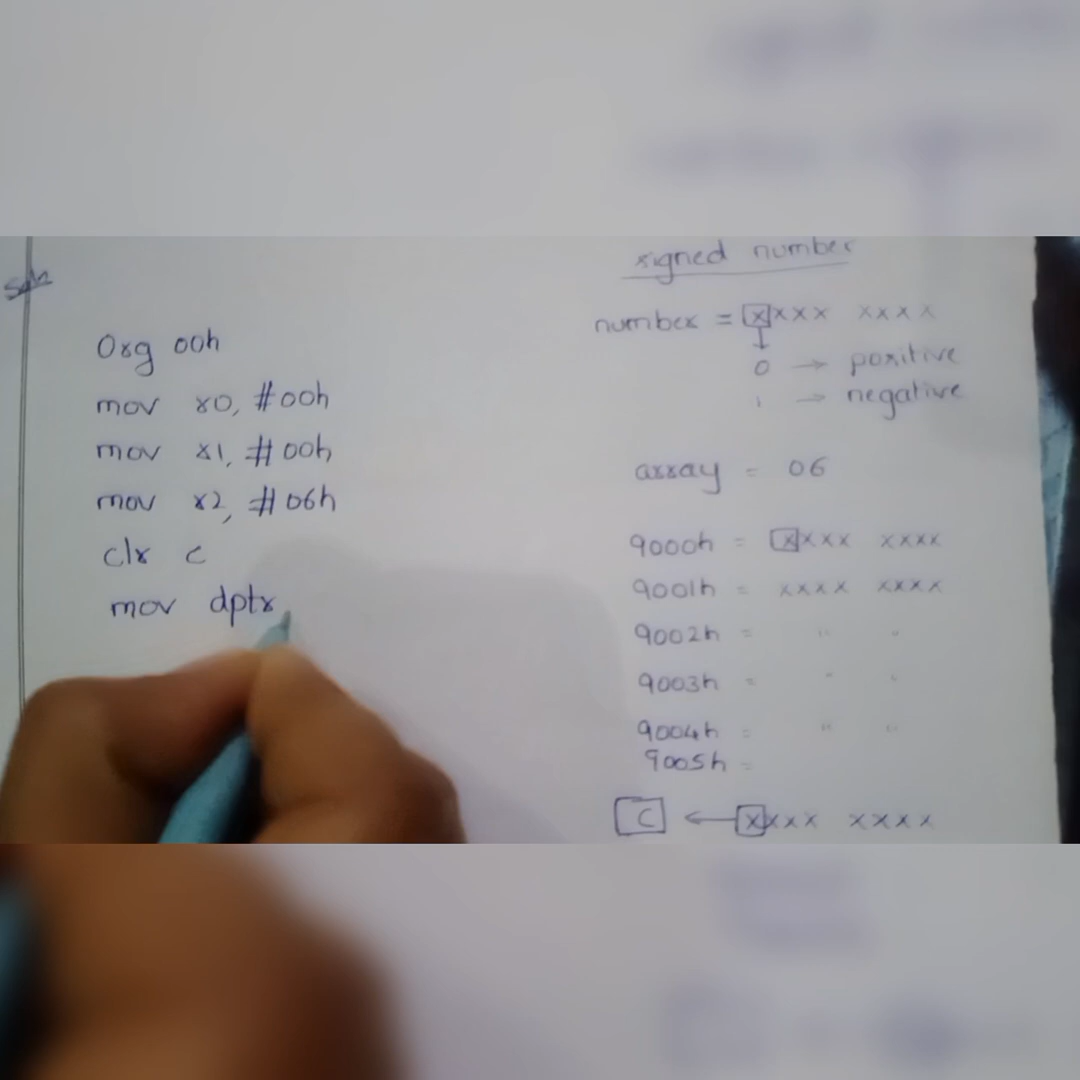 Soln
Org 00h
mov r0, #00h
mov r1, #00h
mov r2, #06h
clr c
mov dptr
signed number
number = xxxx xxxx
0 → positive
1 → negative
array = 06
9000h = xxxx xxxx
9001h = xxxx xxxx
9002h = " "
9003h = " "
9004h = " "
9005h =
C ← xxxx xxxx